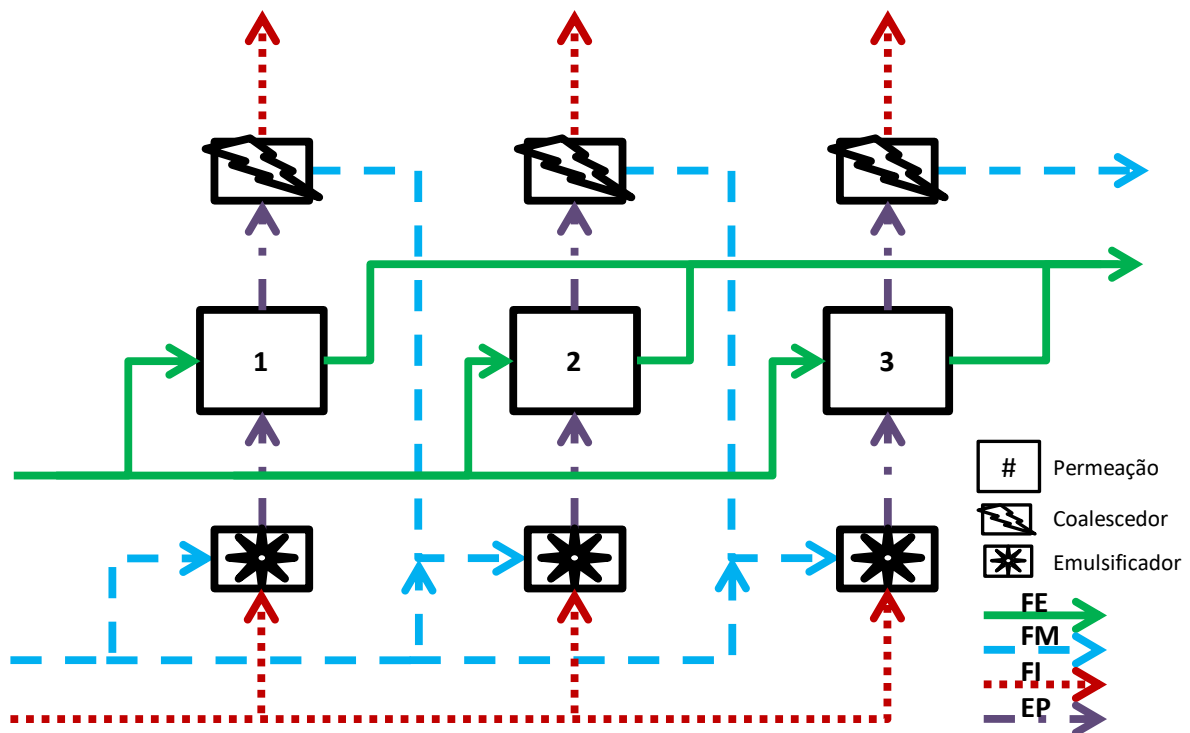 1
2
3
# Permeação
Coalescedor
Emulsificador
FE
FM
FI
EP